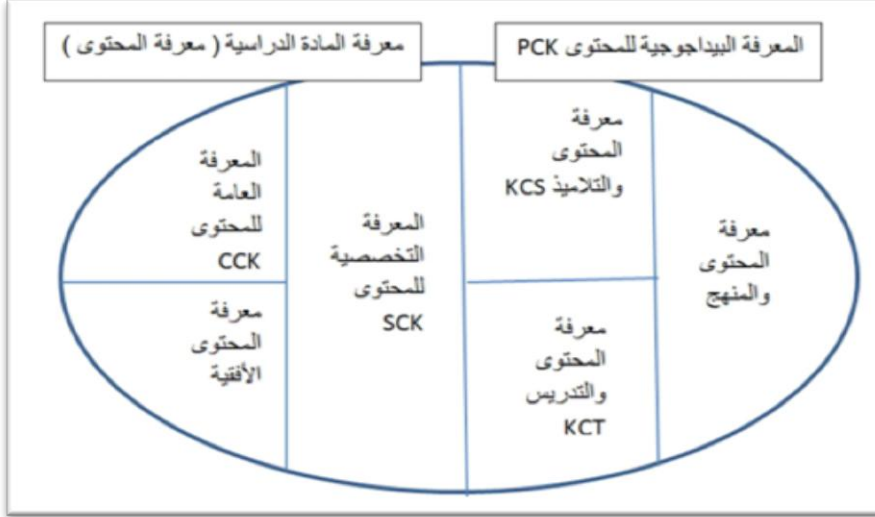 المعرفة البيداجوجية للمحتوى PCK
معرفة المادة الدراسية ( معرفة المحتوى )
معرفة
المحتوى
والمنهج
معرفة
المحتوى
والتلاميذ KCS
معرفة
المحتوى
والتدريس
KCT
المعرفة
التخصصية
للمحتوى
SCK
المعرفة
العامة
للمحتوى
CCK
معرفة
المحتوى
الأفقية